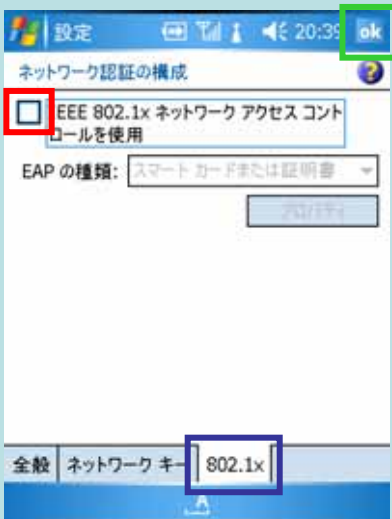 設定 20:39 ok
ネットワーク認証の構成
IEEE 802.1x ネットワーク アクセス コント
ロールを使用
EAP の種類: スマート カードまたは証明書
プロパティ
全般 ネットワーク キー 802.1x
A